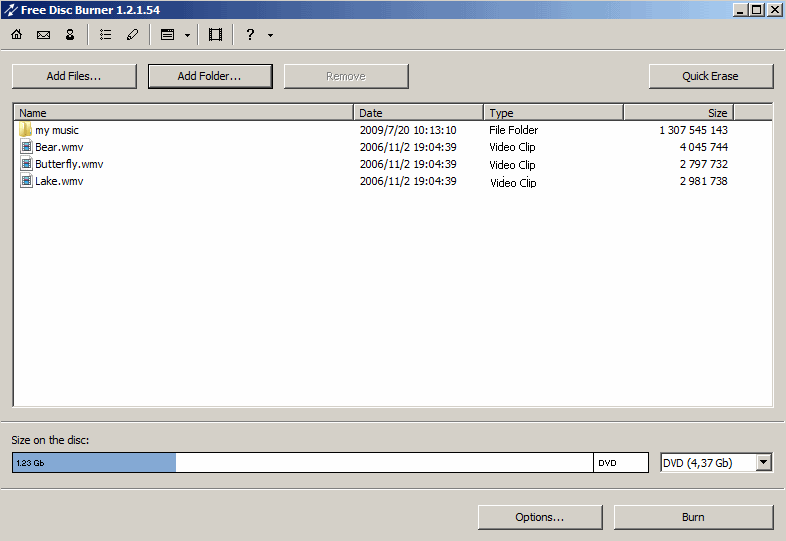 Free Disc Burner 1.2.1.54
?
Add Files... Add Folder... Remove Quick Erase
Name Date Type Size
my music 2009/7/20 10:13:10 File Folder 1 307 545 143
Bear.wmv 2006/11/2 19:04:39 Video Clip 4 045 744
Butterfly.wmv 2006/11/2 19:04:39 Video Clip 2 797 732
Lake.wmv 2006/11/2 19:04:39 Video Clip 2 981 738
Size on the disc:
1.23 Gb DVD DVD (4,37 Gb)
Options... Burn